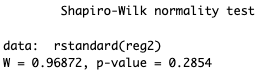 Shapiro-Wilk normality test
data:  rstandard(reg2)
W = 0.96872, p-value = 0.2854